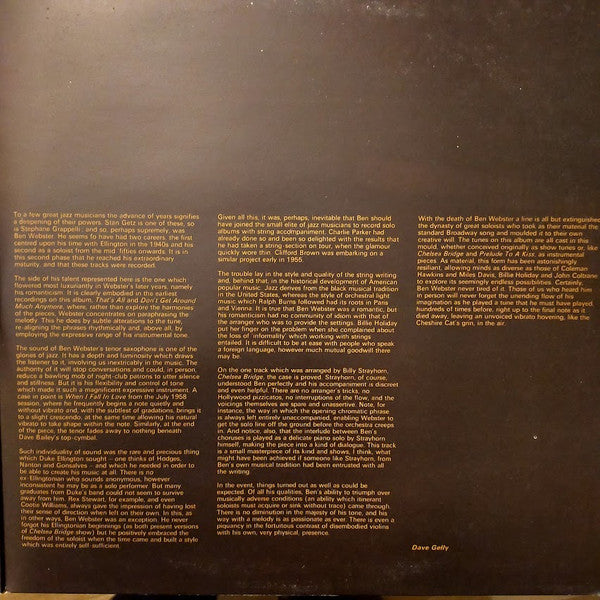 To a few great jazz musicians the advance of years signifies
a deepening of their powers. Stan Getz is one of these, so
is Stephane Grappelli; and so, perhaps supremely, was
Ben Webster. He seems to have had two careers, the first
centred upon his time with Ellington in the 1940s and his
second as a soloist from the mid-fifties onwards. It is in
this second phase that he reached his extraordinary
maturity, and that these tracks were recorded.
The side of his talent represented here is the one which
flowered most luxuriantly in Webster's later years, namely
his romanticism. It is clearly embodied in the earliest
recordings on this album, That's All and Don't Get Around
Much Anymore, where, rather than explore the harmonies
of the pieces, Webster concentrates on paraphrasing the
melody. This he does by subtle alterations to the tune,
re-aligning the phrases rhythmically and, above all, by
employing the expressive range of his instrumental tone.
The sound of Ben Webster's tenor saxophone is one of the
glories of jazz. It has a depth and luminosity which draws
the listener to it, involving us inextricably in the music. The
authority of it will stop conversations and could, in person,
reduce a bawling mob of night-club patrons to utter silence
and stillness. But it is his flexibility and control of tone
which made it such a magnificent expressive instrument. A
case in point is When I Fall In Love from the July 1958
session, where he frequently begins a note quietly and
without vibrato and, with the subtlest of gradations, brings it
to a slight crescendo, at the same time allowing his natural
vibrato to take shape within the note. Similarly, at the end
of the piece, the tenor fades away to nothing beneath
Dave Bailey's top-cymbal.
Such individuality of sound was the rare and precious thing
which Duke Ellington sought – one thinks of Hodges,
Nanton and Gonsalves – and which he needed in order to
be able to create his music at all. There is no
ex-Ellingtonian who sounds anonymous, however
inconsistent he may be as a solo performer. But many
graduates from Duke's band could not seem to survive
away from him. Rex Stewart, for example, and even
Cootie Williams, always gave the impression of having lost
their sense of direction when left on their own. In this, as
in other ways, Ben Webster was an exception. He never
forgot his Ellingtonian beginnings (as both present versions
of Chelsea Bridge show) but he positively embraced the
freedom of the soloist when the time came and built a style
which was entirely self-sufficient.
Given all this, it was, perhaps, inevitable that Ben should
have joined the small elite of jazz musicians to record solo
albums with string accompaniment. Charlie Parker had
already done so and been so delighted with the results that
he had taken a string-section on tour, when the glamour
quickly wore thin. Clifford Brown was embarking on a
similar project early in 1955.
The trouble lay in the style and quality of the string writing
and, behind that, in the historical development of American
popular music. Jazz derives from the black musical tradition
in the United States, whereas the style of orchestral light
music which Ralph Burns followed had its roots in Paris
and Vienna. It is true that Ben Webster was a romantic, but
his romanticism had no community of idiom with that of
the arranger who was to provide the settings. Billie Holiday
put her finger on the problem when she complained about
the loss of 'informality' which working with strings
entailed. It is difficult to be at ease with people who speak
a foreign language, however much mutual goodwill there
may be.
On the one track which was arranged by Billy Strayhorn,
Chelsea Bridge, the case is proved. Strayhorn, of course,
understood Ben perfectly and his accompaniment is discreet
and even helpful. There are no arranger's tricks, no
Hollywood pizzicatos, no interruptions of the flow, and the
voicings themselves are spare and unassertive. Note, for
instance, the way in which the opening chromatic phrase
is always left entirely unaccompanied, enabling Webster to
get the solo line off the ground before the orchestra creeps
in. And notice, also, that the interlude between Ben's
choruses is played as a delicate piano solo by Strayhorn
himself, making the piece into a kind of dialogue. This track
is a small masterpiece of its kind and shows, I think, what
might have been achieved if someone like Strayhorn, from
Ben's own musical tradition had been entrusted with all
the writing.
In the event, things turned out as well as could be
expected. Of all his qualities, Ben's ability to triumph over
musically adverse conditions (an ability which itinerant
soloists must acquire or sink without trace) came through.
There is no diminution in the majesty of his tone, and his
way with a melody is as passionate as ever. There is even a
piquancy in the fortuitous contrast of disembodied violins
with his own, very physical, presence.
With the death of Ben Webster a line is all but extinguished,
the dynasty of great soloists who took as their material the
standard Broadway song and moulded it to their own
creative will. The tunes on this album are all cast in this
mould, whether conceived originally as show tunes or, like
Chelsea Bridge and Prelude To A Kiss, as instrumental
pieces. As material, this form has been astonishingly
resilient, allowing minds as diverse as those of Coleman
Hawkins and Miles Davis, Billie Holiday and John Coltrane
to explore its seemingly endless possibilities. Certainly,
Ben Webster never tired of it. Those of us who heard him
in person will never forget the unending flow of his
imagination as he played a tune that he must have played
hundreds of times before, right up to the final note as it
died away, leaving an unvoiced vibrato hovering, like the
Cheshire Cat's grin, in the air.
Dave Gelly